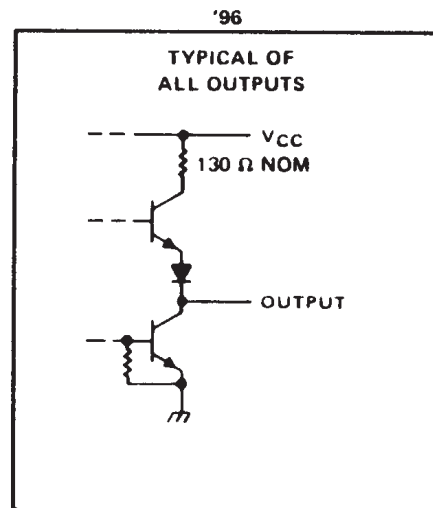 '96
TYPICAL OF
ALL OUTPUTS
VCC
130 Ω NOM
OUTPUT